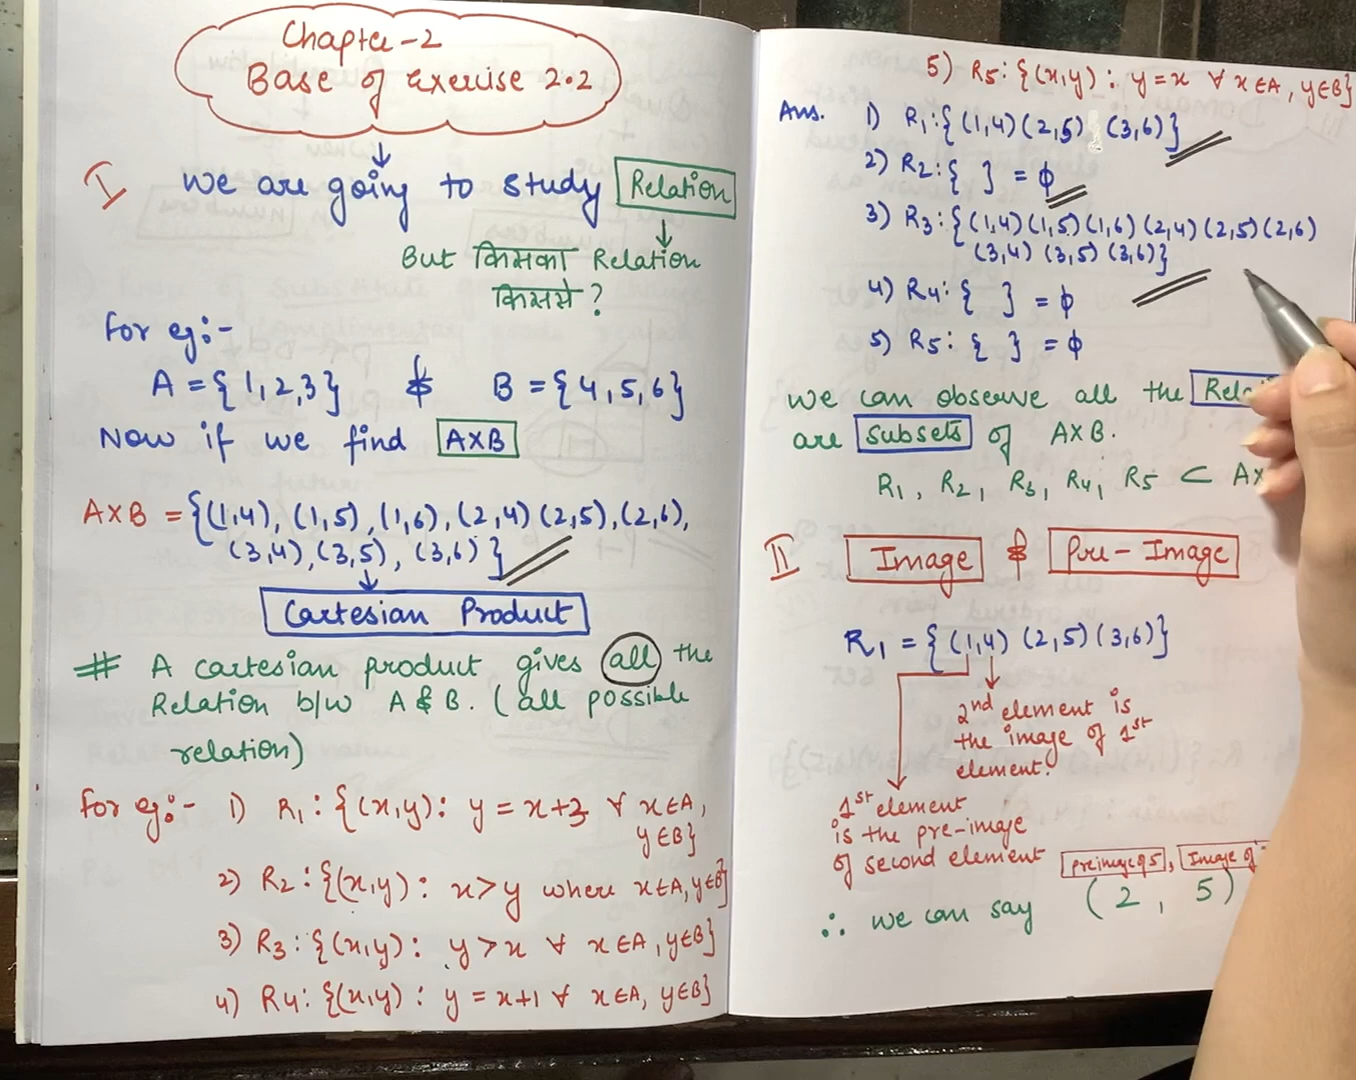 Chapte-2
Base of Exercise 2.2
I we are going to study Relation
But किसका Relation
किससे ?
for eg:-
A = {1,2,3} & B = {4,5,6}
Now if we find AXB
AXB = {(1,4), (1,5), (1,6), (2,4) (2,5), (2,6),
(3,4), (3,5), (3,6)}
Cartesian Product
# A cartesian product gives all the
Relation b/w A & B. ( all possible
relation)
for eg:- 1) R₁ : {(x,y): y = x+3 ∀ x∈A,
y∈B}
2) R₂ : {(x,y) : x>y where x∈A, y∈B}
3) R₃ : {(x,y) : y>x ∀ x∈A, y∈B}
4) R₄ : {(x,y) : y = x+1 ∀ x∈A, y∈B}
5) R₅ : {(x,y) : y = x ∀ x∈A, y∈B}
Ans. 1) R₁ : { (1,4) (2,5) (3,6)}
2) R₂ : { } = ϕ
3) R₃ : {(1,4) (1,5) (1,6) (2,4) (2,5) (2,6)
(3,4) (3,5) (3,6)}
4) R₄ : { } = ϕ
5) R₅ : { } = ϕ
we can observe all the
are Subsets of AXB.
R₁, R₂, R₃, R₄, R₅ ⊂
II Image & Pre-Image
R₁ = { (1,4) (2,5) (3,6)}
2nd element is
the image of 1st
element.
1st element
is the pre-image
of second element
preimage of 5, Image of
∴ we can say ( 2 , 5 )